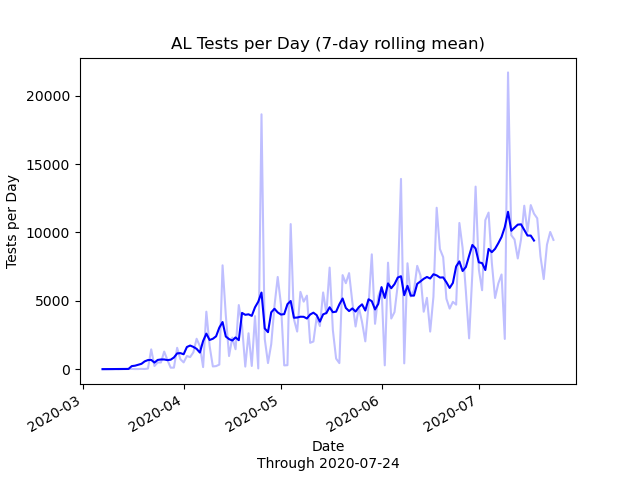 AL Tests per Day (7-day rolling mean)
20000
15000
10000
5000
0
Tests per Day
2020-03
2020-04
2020-05
2020-06
2020-07
Date
Through 2020-07-24